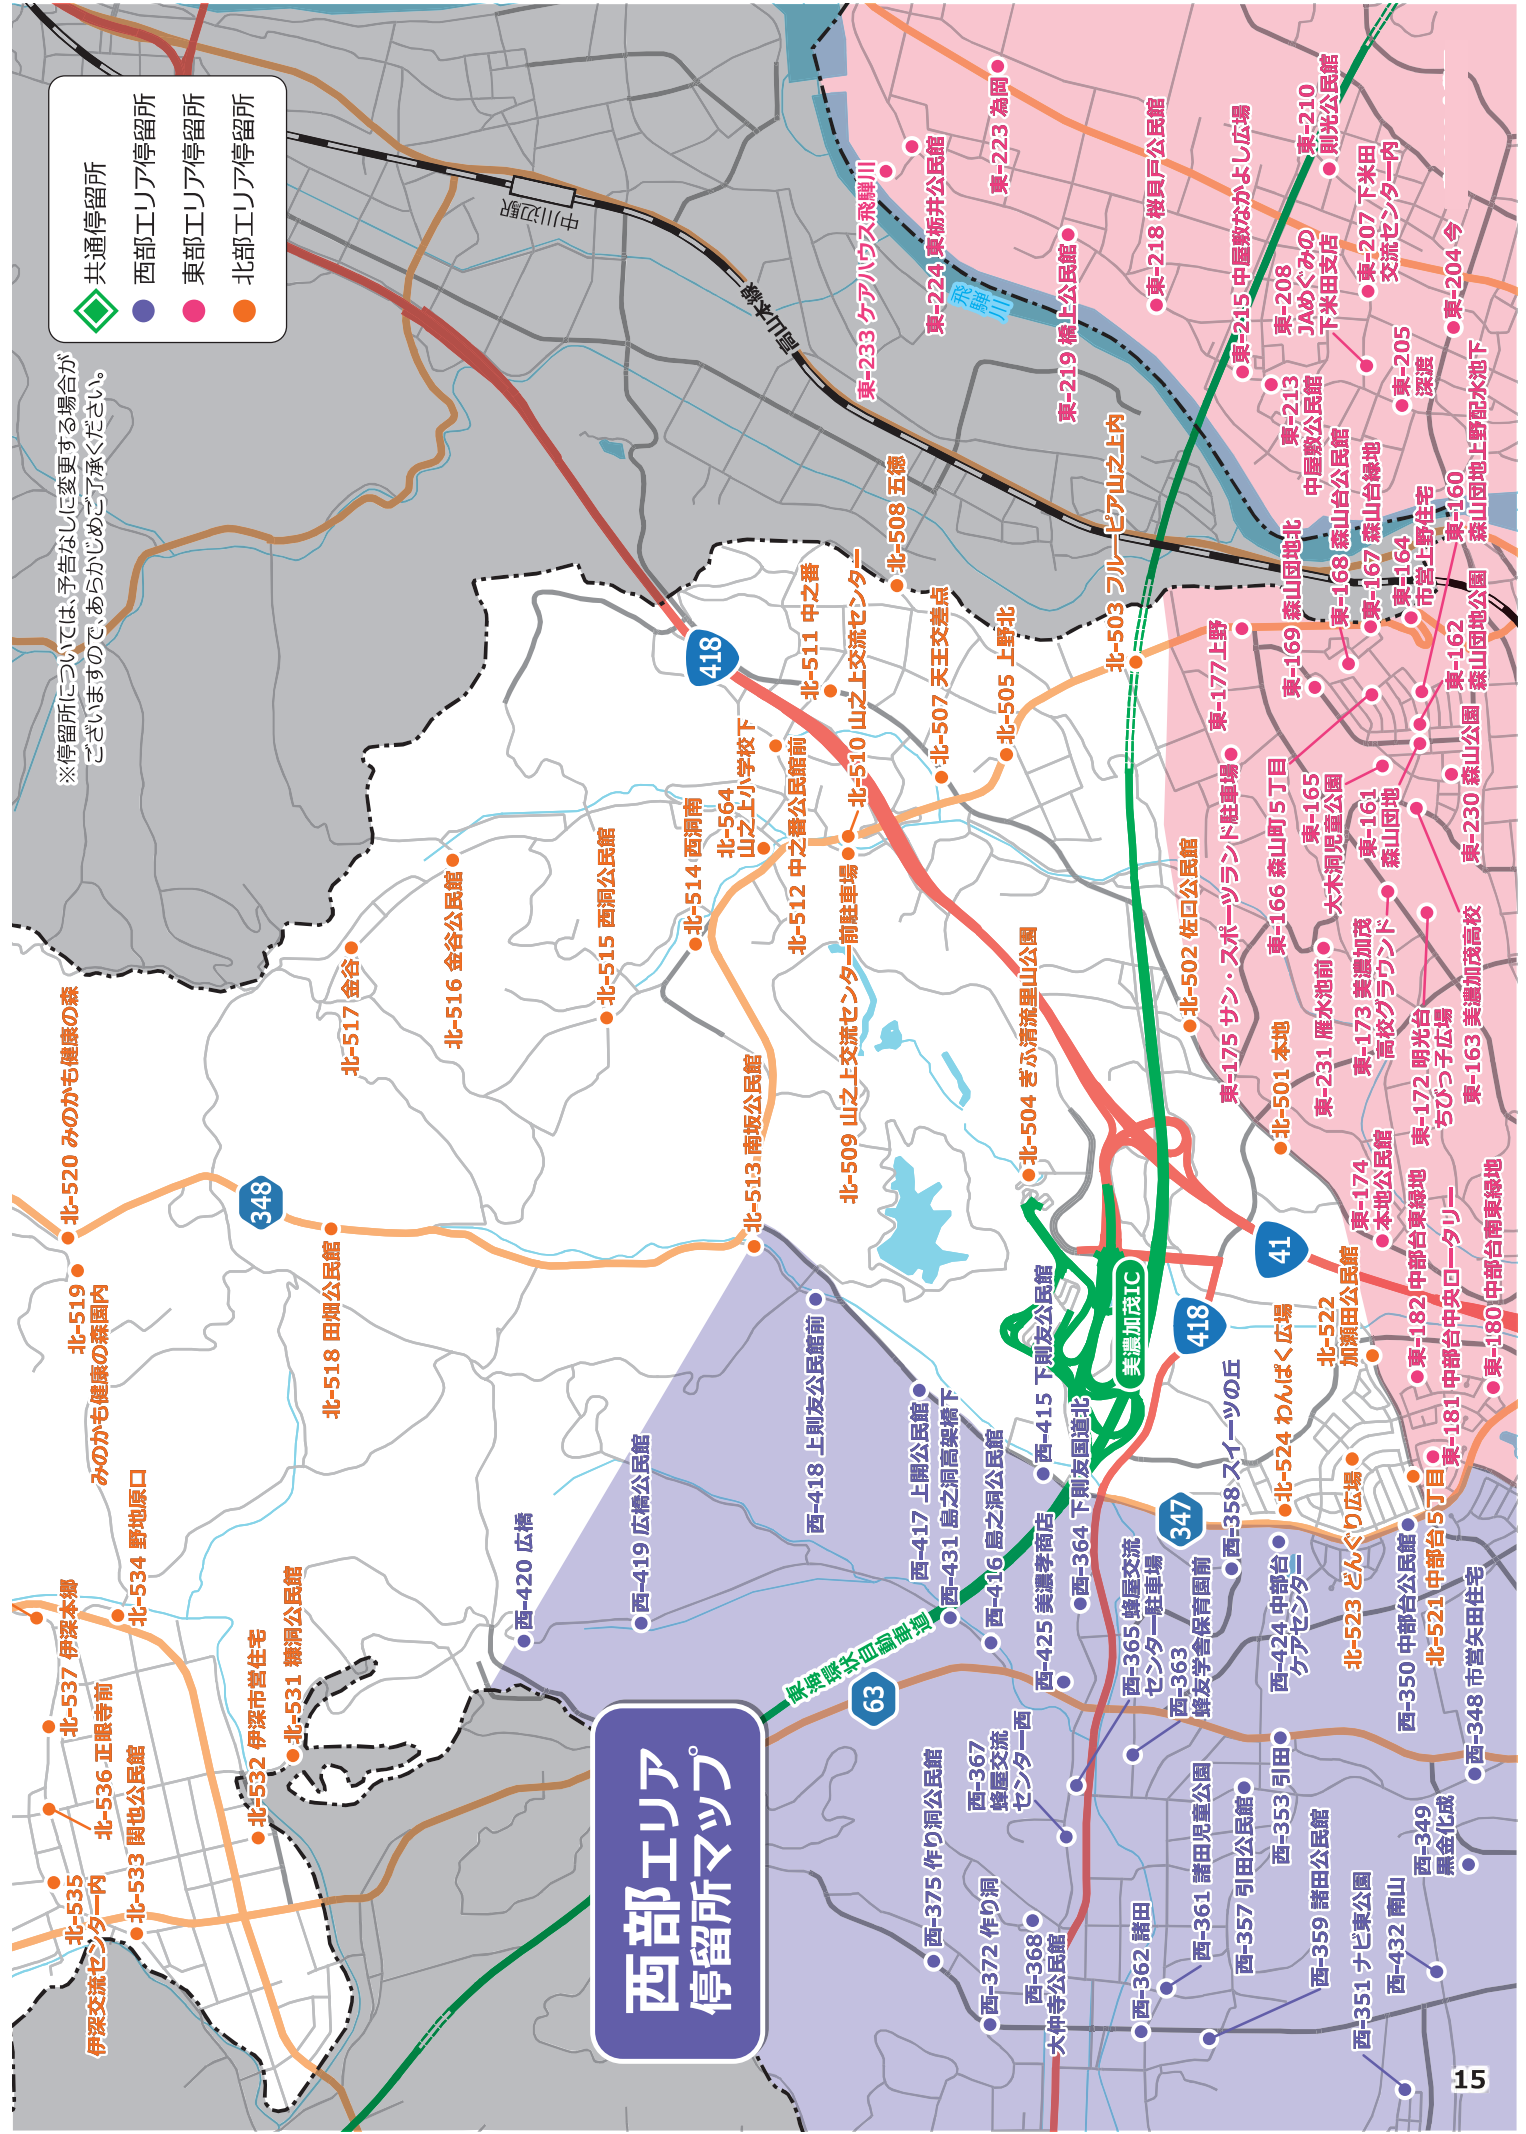 ※停留所については、予告なしに変更する場合が
ございますので、あらかじめご了承ください。
共通停留所
西部エリア停留所
東部エリア停留所
北部エリア停留所
西部エリア
停留所マップ
中川辺駅
高山本線
飛騨川
東海環状自動車道
美濃加茂IC
418
348
41
418
347
63
北-535
伊深交流センター内
北-536 正眼寺前
北-537 伊深本郷
北-533 関也公民館
北-534 野地原口
北-532 伊深市営住宅
北-531 糠洞公民館
北-519
みのかも健康の森園内
北-520 みのかも健康の森
北-518 田畑公民館
北-517 金谷
北-516 金谷公民館
北-515 西洞公民館
北-514 西洞南
北-564
山之上小学校下
北-513 南坂公民館
北-512 中之番公民館前
北-511 中之番
北-509 山之上交流センター前駐車場
北-510 山之上交流センター
北-508 五徳
北-507 天王交差点
北-505 上野北
北-504 ぎふ清流里山公園
北-503 フルーピア山之上内
北-502 佐口公民館
北-501 本地
北-522
加瀬田公民館
北-524 わんぱく広場
北-523 どんぐり広場
北-521 中部台5丁目
西-420 広橋
西-419 広橋公民館
西-418 上則友公民館前
西-417 上開公民館
西-431 島之洞高架橋下
西-416 島之洞公民館
西-415 下則友公民館
西-425 美濃孝商店
西-364 下則友国道北
西-365 蜂屋交流
センター駐車場
西-363
蜂友学舎保育園前
西-358 スイーツの丘
西-424 中部台
ケアセンター
西-350 中部台公民館
西-348 市営矢田住宅
西-375 作り洞公民館
西-367
蜂屋交流
センター西
西-372 作り洞
西-368
大仲寺公民館
西-362 諸田
西-361 諸田児童公園
西-357 引田公民館
西-353 引田
西-359 諸田公民館
西-351 ナビ東公園
西-432 南山
西-349
黒金化成
東-233 ケアハウス飛騨川
東-224 東栃井公民館
東-223 為岡
東-219 橋上公民館
東-218 桜貝戸公民館
東-215 中屋敷なかよし広場
東-208
JAめぐみの
下米田支店
東-210
則光公民館
東-207 下米田
交流センター内
東-204 今
東-205
深渡
東-213
中屋敷公民館
東-168 森山台公民館
東-167 森山台緑地
東-164
市営上野住宅
東-160
森山団地上野配水池下
東-169 森山団地北
東-162
森山団地公園
東-177 上野
東-175 サン・スポーツランド駐車場
東-166 森山町5丁目
東-165
大木洞児童公園
東-161
森山団地
東-230 森山公園
東-231 雁水池前
東-173 美濃加茂
高校グラウンド
東-172 明光台
ちびっ子広場
東-163 美濃加茂高校
東-174
本地公民館
東-182 中部台東緑地
東-181 中部台中央ロータリー
東-180 中部台南東緑地
15